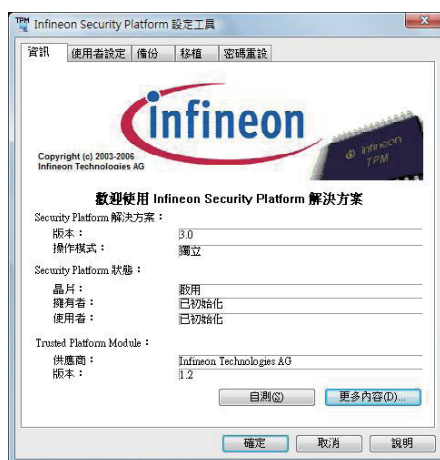 TPM Infineon Security Platform 設定工具
資訊 使用者設定 備份 移植 密碼重設
infineon
Copyright (c) 2003-2006
Infineon Technologies AG
@ Infineon
TPM
歡迎使用 Infineon Security Platform 解決方案
Security Platform 解決方案：
版本： 3.0
操作模式： 獨立
Security Platform 狀態：
晶片： 啟用
擁有者： 已初始化
使用者： 已初始化
Trusted Platform Module：
供應商： Infineon Technologies AG
版本： 1.2
自測(S) 更多內容(D)...
確定 取消 說明